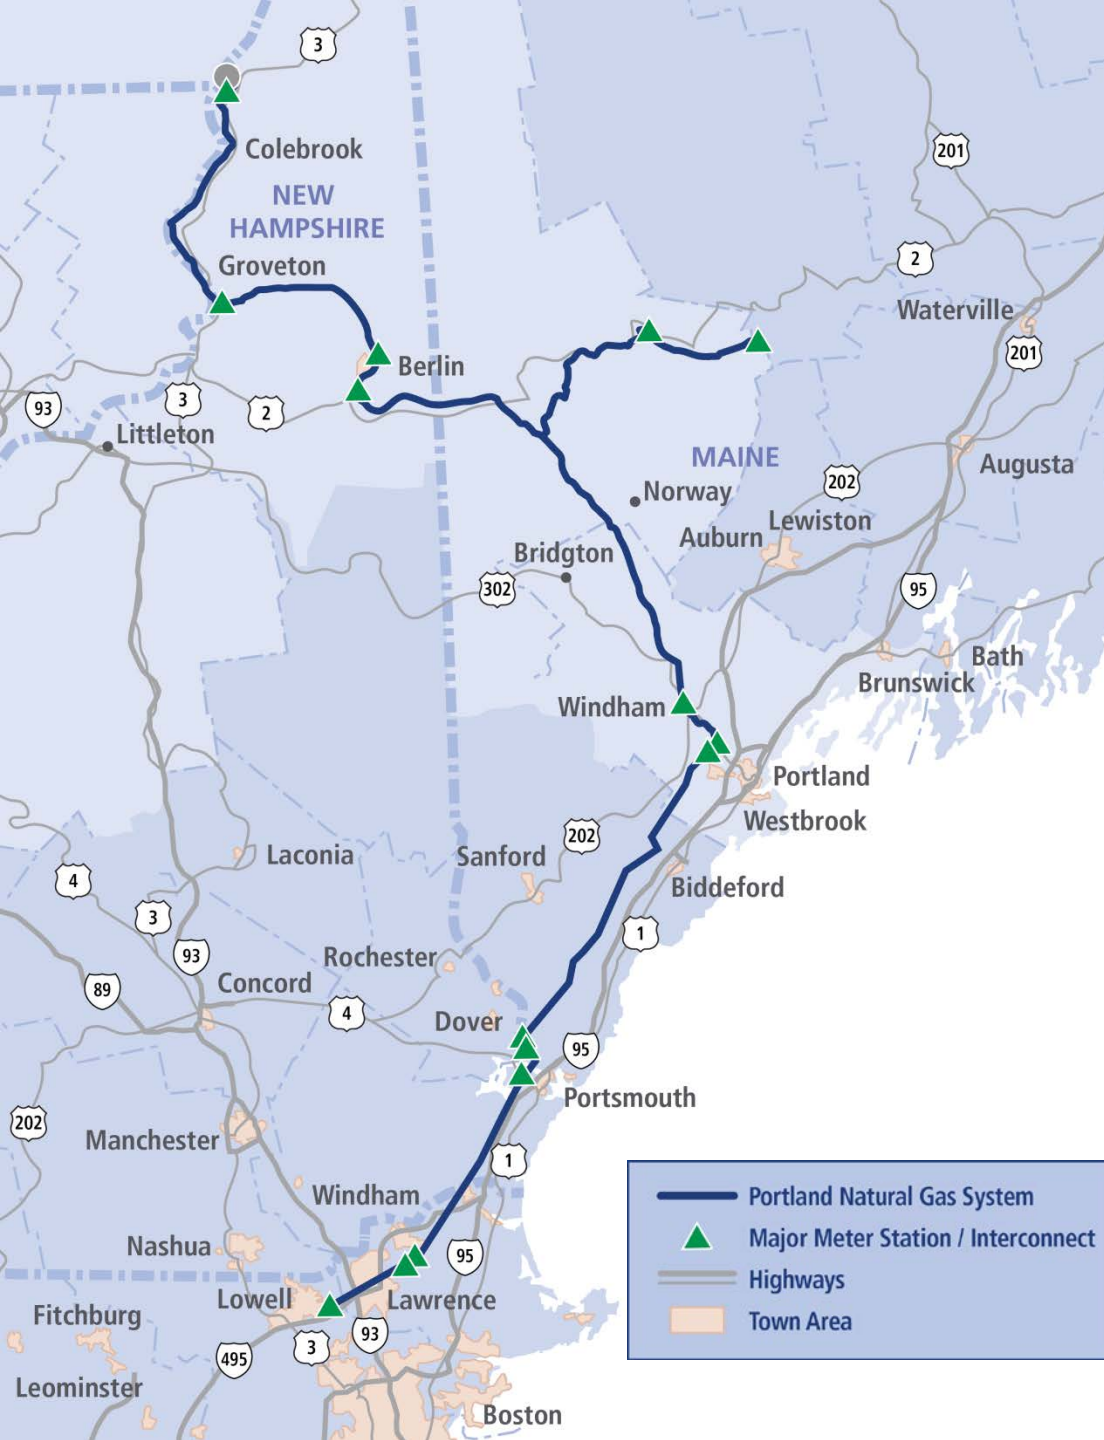 3
201
Colebrook
NEW
HAMPSHIRE
2
Groveton
Waterville
201
Berlin
3
93
2
Littleton
MAINE
Augusta
202
Norway
Lewiston
Auburn
Bridgton
302
95
Bath
Brunswick
Windham
Portland
Westbrook
202
Laconia
Sanford
4
Biddeford
3
1
93
Rochester
89
Concord
4
Dover
95
Portsmouth
202
Manchester
1
Windham
Portland Natural Gas System
Major Meter Station / Interconnect
Highways
Town Area
Nashua
95
Lowell
Lawrence
Fitchburg
93
3
495
Leominster
Boston